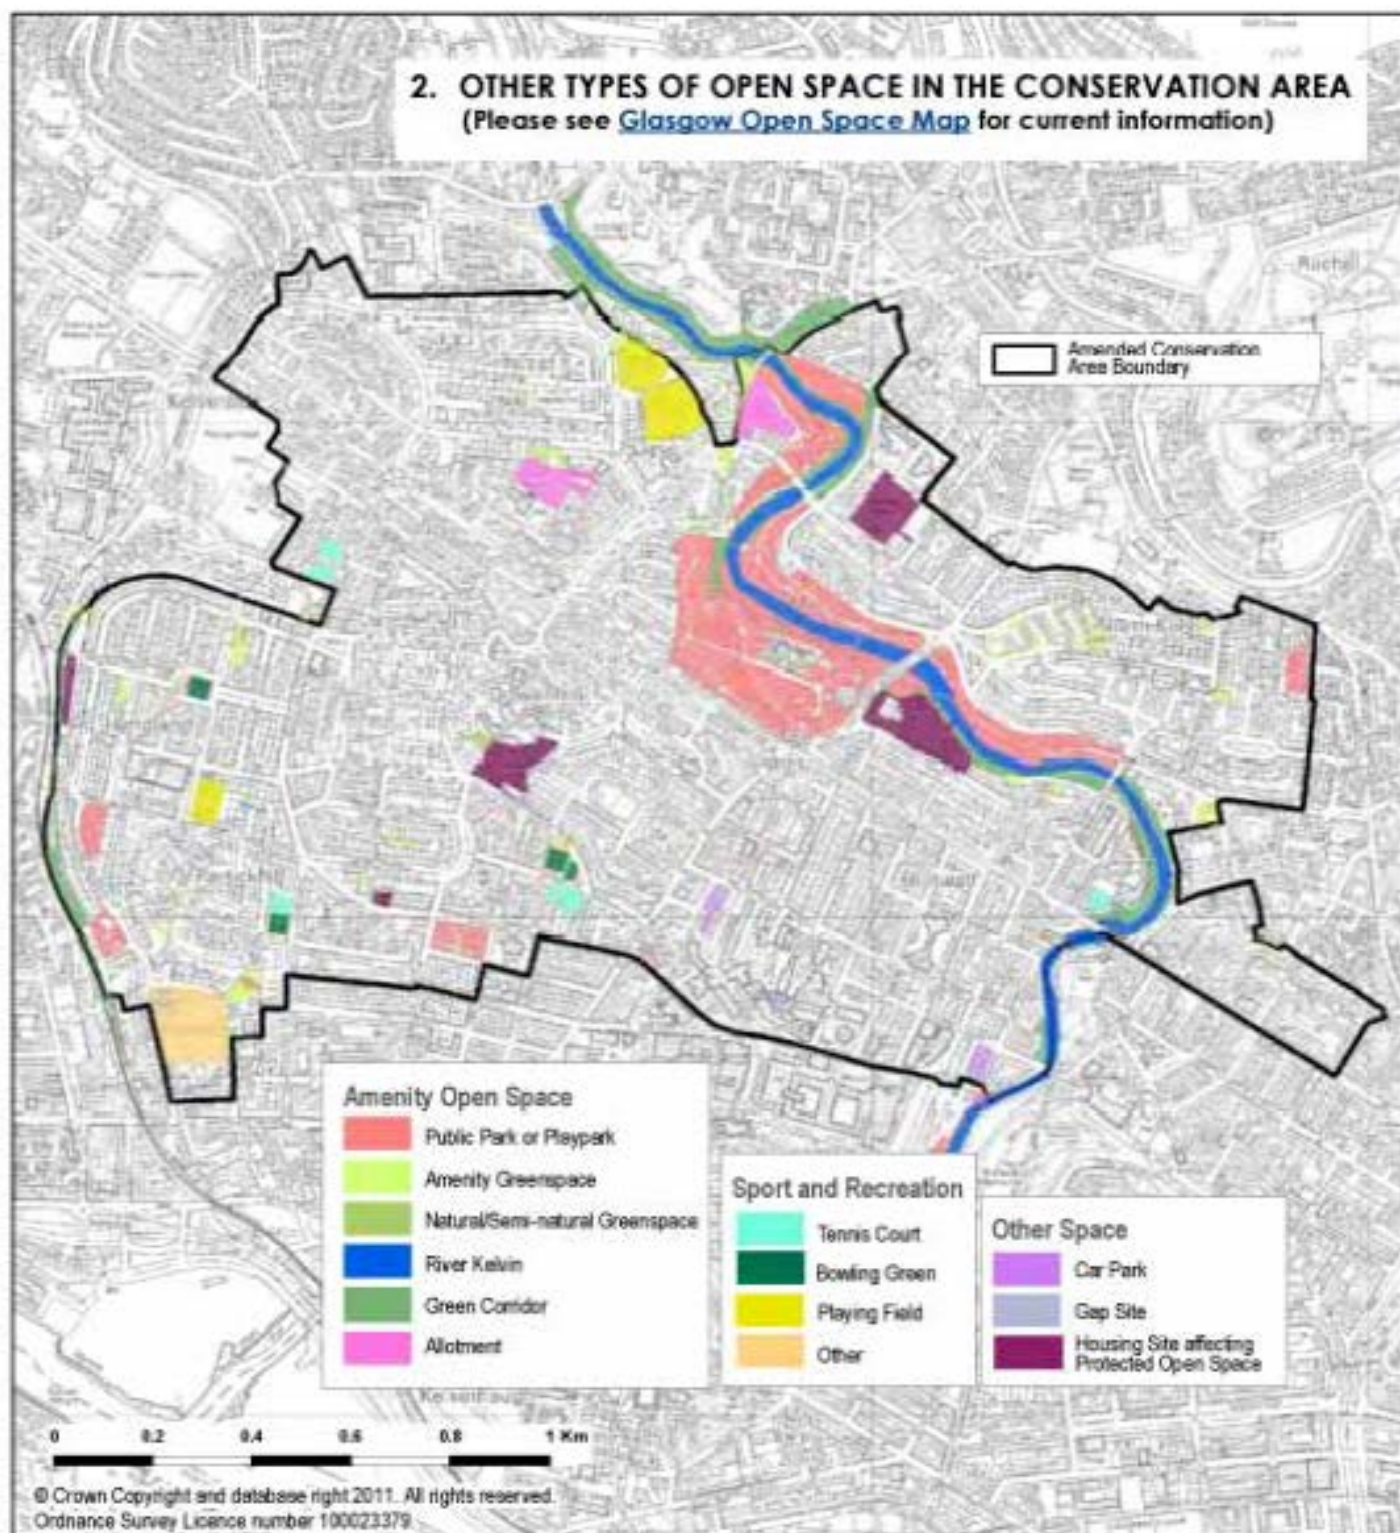 2. OTHER TYPES OF OPEN SPACE IN THE CONSERVATION AREA
(Please see Glasgow Open Space Map for current information)
Ruchill
Amended Conservation
Area Boundary
Amenity Open Space
Public Park or Playpark
Amenity Greenspace
Natural/Semi-natural Greenspace
River Kelvin
Green Corridor
Allotment
Sport and Recreation
Tennis Court
Bowling Green
Playing Field
Other
Other Space
Car Park
Gap Site
Housing Site affecting
Protected Open Space
0 0.2 0.4 0.6 0.8 1 Km
© Crown Copyright and database right 2011. All rights reserved.
Ordnance Survey Licence number 100023379